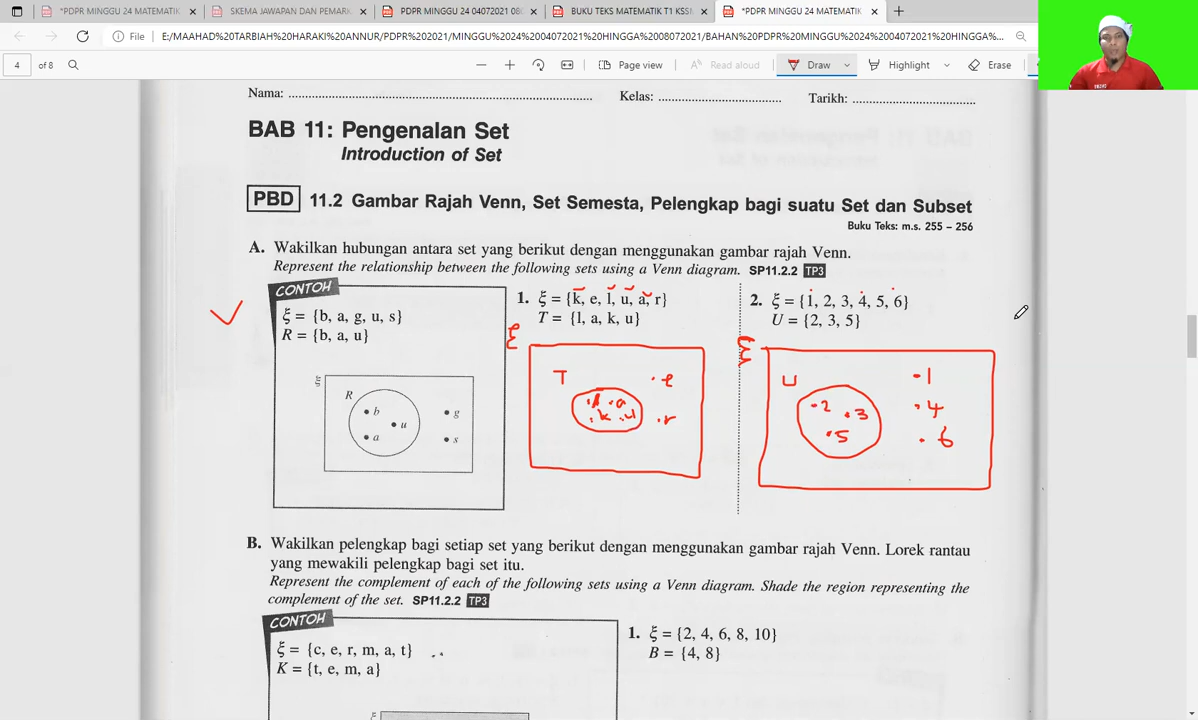 *PDPR MINGGU 24 MATEMATIK
SKEMA JAWAPAN DAN PEMARK
PDPR MINGGU 24 04072021
BUKU TEKS MATEMATIK T1 KSSM
*PDPR MINGGU 24 MATEMATIK
File
E:/MAAHAD%20TARBIAH%20HARAKI%20ANNUR/PDPR%202021/MINGGU%2024%2004072021%20HINGGA%2008072021/BAHAN%20PDPR%20MINGGU%2024%2004072021%20HINGGA%...
4 of 8
Page view
Read aloud
Draw
Highlight
Erase
Nama:
Kelas:
Tarikh:
BAB 11: Pengenalan Set
Introduction of Set
PBD 11.2 Gambar Rajah Venn, Set Semesta, Pelengkap bagi suatu Set dan Subset
Buku Teks: m.s. 255 – 256
A. Wakilkan hubungan antara set yang berikut dengan menggunakan gambar rajah Venn.
Represent the relationship between the following sets using a Venn diagram. SP11.2.2 TP3
CONTOH
ξ = {b, a, g, u, s}
R = {b, a, u}
ξ
R
b
u
a
g
s
1. ξ = {k, e, l, u, a, r}
T = {l, a, k, u}
ξ
T
e
l a
k u
r
2. ξ = {1, 2, 3, 4, 5, 6}
U = {2, 3, 5}
ξ
U
1
2
3
4
5
6
B. Wakilkan pelengkap bagi setiap set yang berikut dengan menggunakan gambar rajah Venn. Lorek rantau
yang mewakili pelengkap bagi set itu.
Represent the complement of each of the following sets using a Venn diagram. Shade the region representing the
complement of the set. SP11.2.2 TP3
CONTOH
ξ = {c, e, r, m, a, t}
K = {t, e, m, a}
ξ
1. ξ = {2, 4, 6, 8, 10}
B = {4, 8}